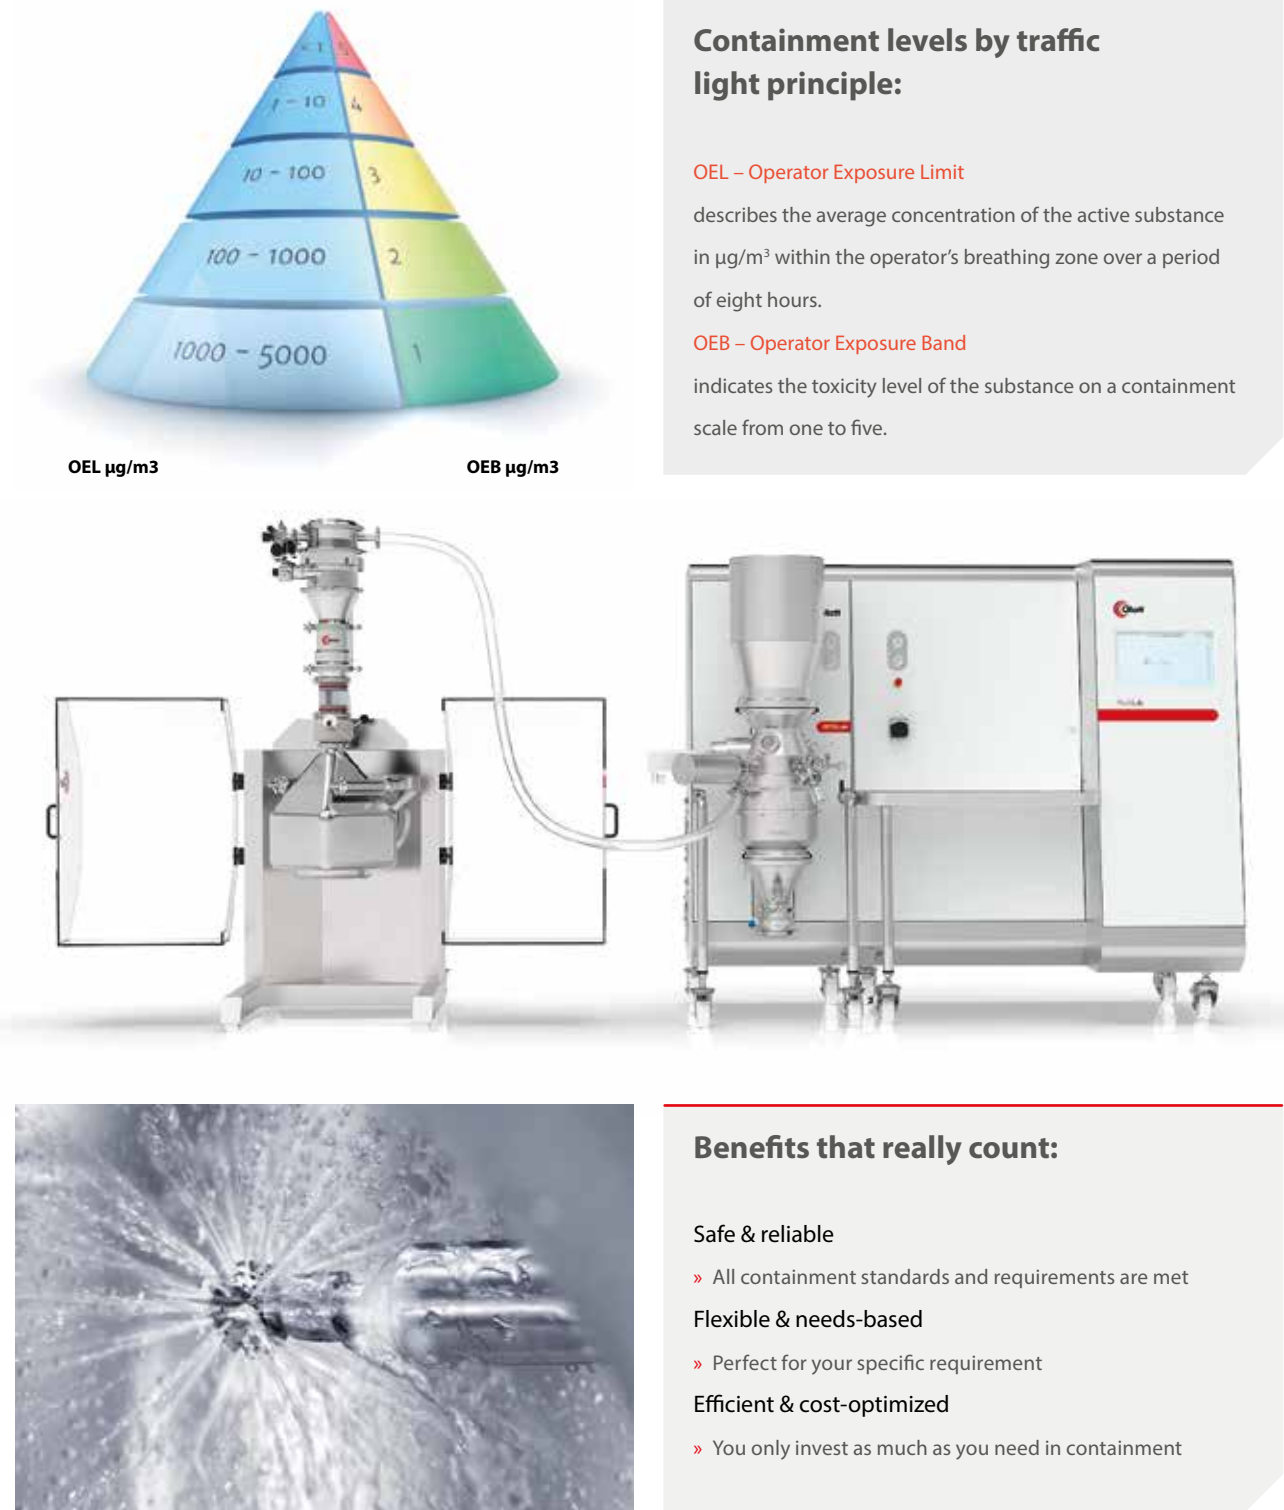 < 1 5
1 – 10 4
10 – 100 3
100 – 1000 2
1000 – 5000 1
OEL µg/m3 OEB µg/m3
Containment levels by traffic
light principle:
OEL – Operator Exposure Limit
describes the average concentration of the active substance
in µg/m³ within the operator’s breathing zone over a period
of eight hours.
OEB – Operator Exposure Band
indicates the toxicity level of the substance on a containment
scale from one to five.
Glatt
Benefits that really count:
Safe & reliable
» All containment standards and requirements are met
Flexible & needs-based
» Perfect for your specific requirement
Efficient & cost-optimized
» You only invest as much as you need in containment